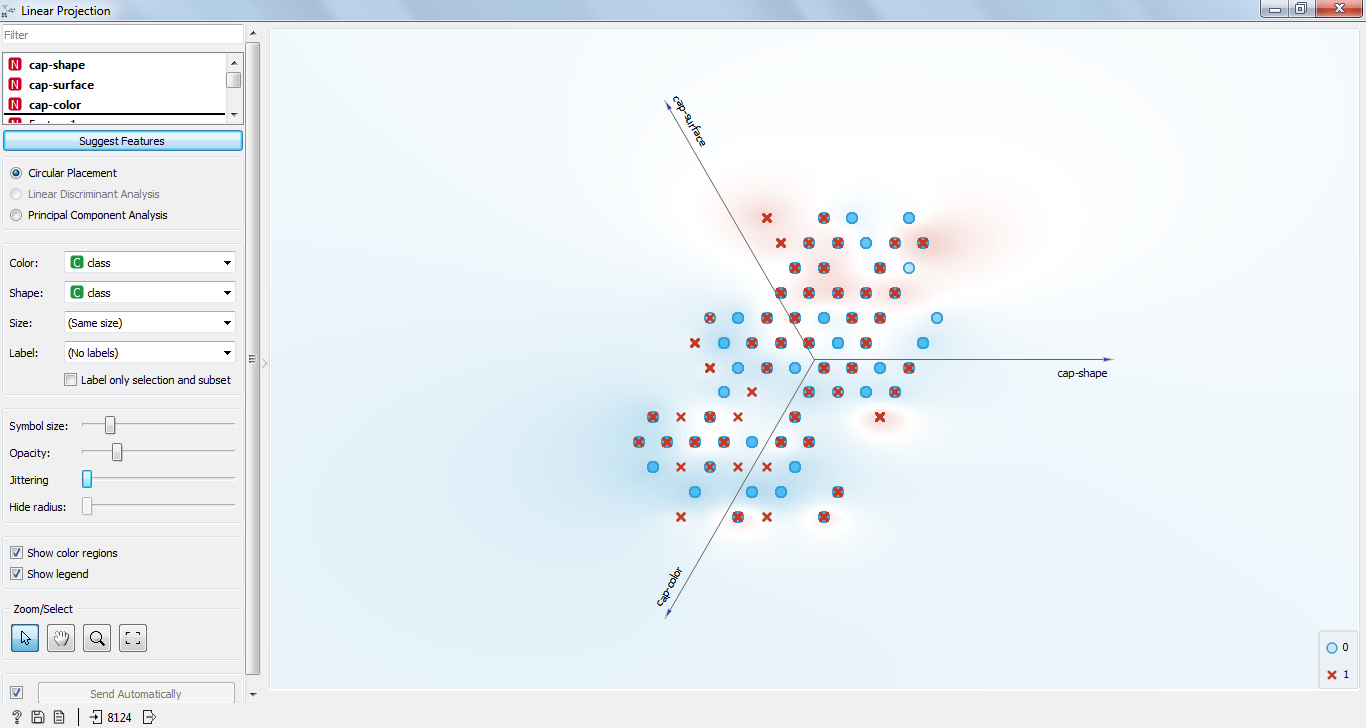 Linear Projection
Filter
N cap-shape
N cap-surface
N cap-color
Suggest Features
Circular Placement
Linear Discriminant Analysis
Principal Component Analysis
Color: C class
Shape: C class
Size: (Same size)
Label: (No labels)
Label only selection and subset
Symbol size:
Opacity:
Jittering
Hide radius:
Show color regions
Show legend
Zoom/Select
Send Automatically
8124
cap-surface
cap-shape
cap-color
0
1